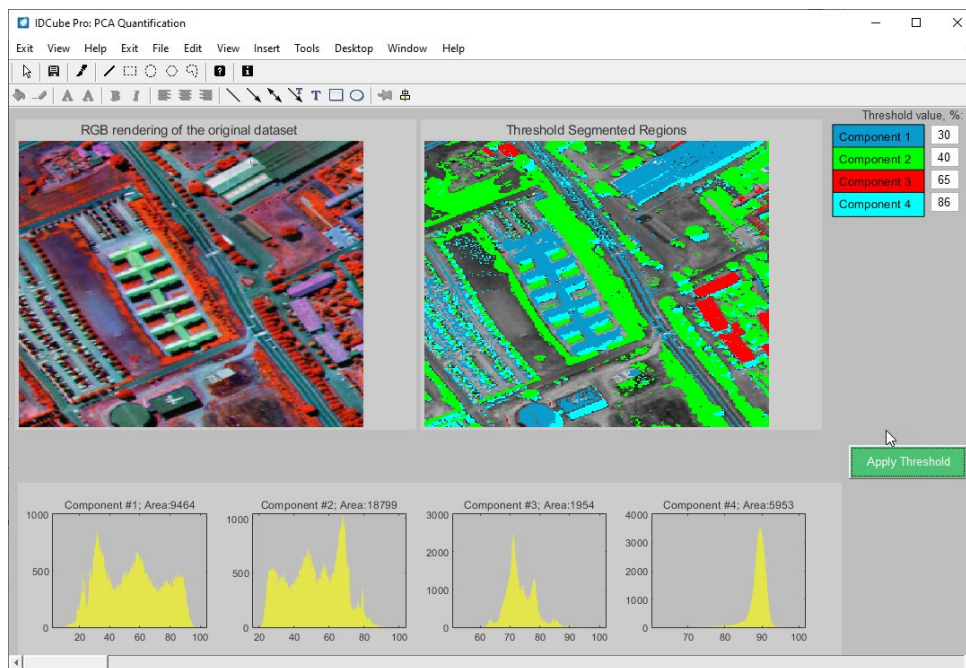 IDCube Pro: PCA Quantification
Exit View Help Exit File Edit View Insert Tools Desktop Window Help
A A B I T T
RGB rendering of the original dataset
Threshold Segmented Regions
Threshold value, %:
Component 1 30
Component 2 40
Component 3 65
Component 4 86
Apply Threshold
Component #1; Area:9464
1000
500
0
20 40 60 80 100
Component #2; Area:18799
1000
500
0
20 40 60 80 100
Component #3; Area:1954
3000
2000
1000
0
60 70 80 90 100
Component #4; Area:5953
4000
3000
2000
1000
0
70 80 90 100